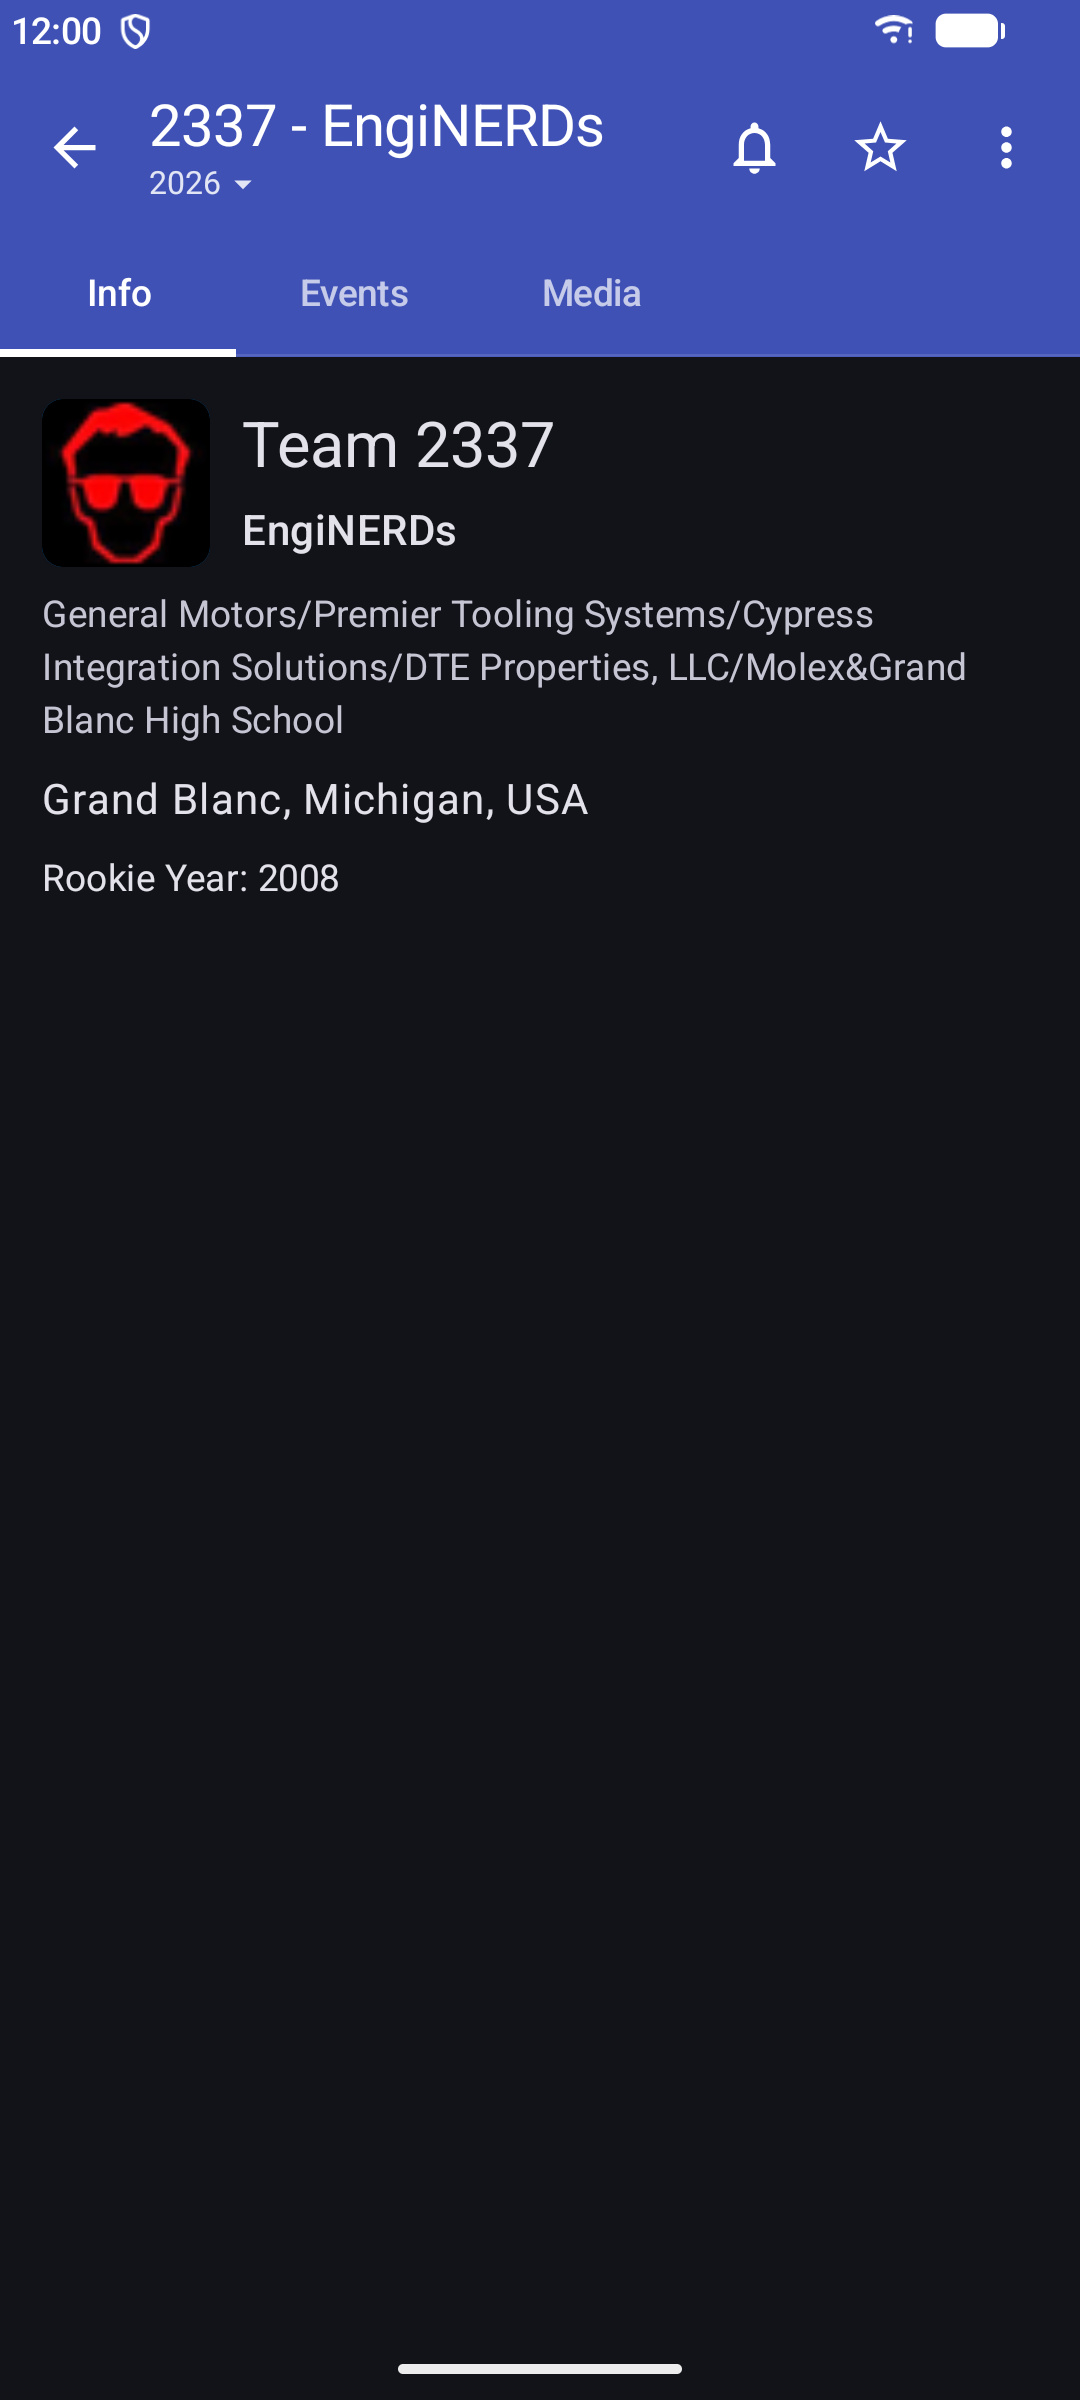 12:00
2337 - EngiNERDs
2026
Info
Events
Media
Team 2337
EngiNERDs
General Motors/Premier Tooling Systems/Cypress
Integration Solutions/DTE Properties, LLC/Molex&Grand
Blanc High School
Grand Blanc, Michigan, USA
Rookie Year: 2008